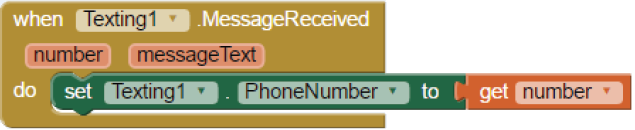 when Texting1 .MessageReceived
number messageText
do set Texting1 . PhoneNumber to get number